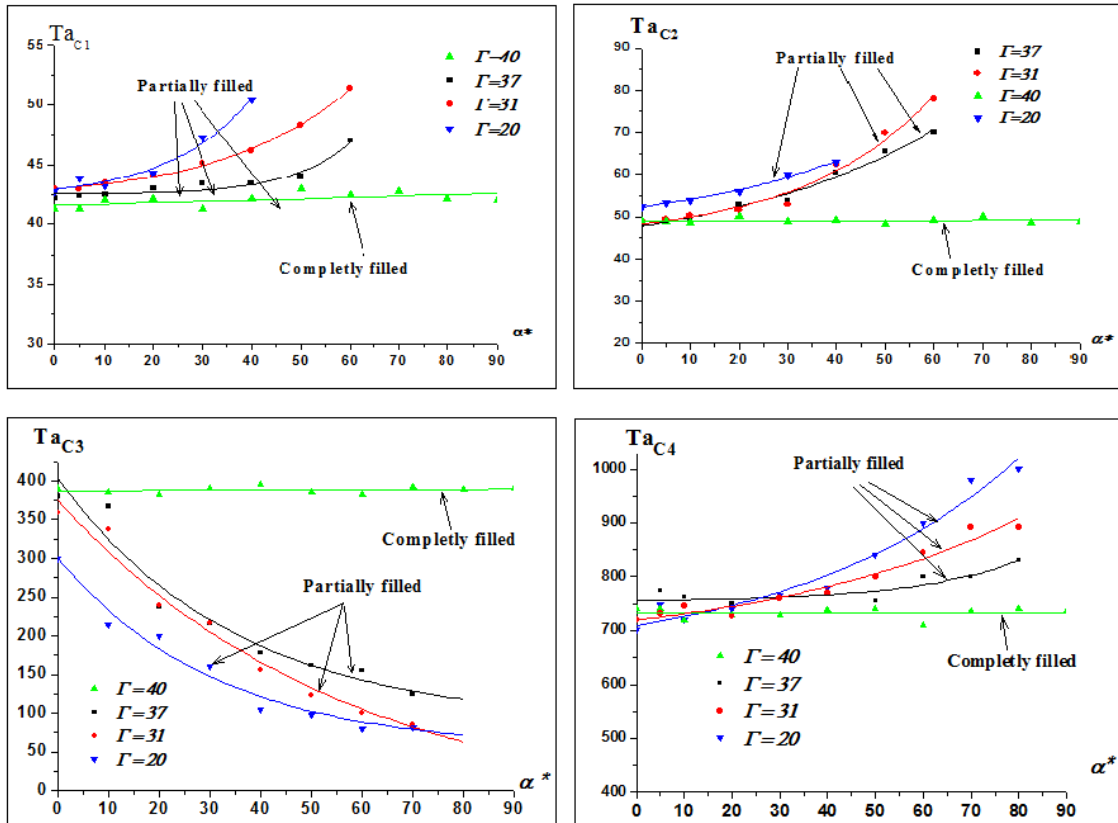 Ta C1
55
50
45
42
40
35
30
0 10 20 30 40 50 60 70 80 90
α*
Γ-40
Γ=37
Γ=31
Γ=20
Partially filled
Completly filled
Ta C2
90
80
70
60
50
40
30
20
0 10 20 30 40 50 60 70 80 90
α*
Γ=37
Γ=31
Γ=40
Γ=20
Partially filled
Completly filled
Ta C3
400
350
300
250
200
150
100
50
0
0 10 20 30 40 50 60 70 80 90
α*
Completly filled
Partially filled
Γ=40
Γ=37
Γ=31
Γ=20
Ta C4
1000
900
800
700
600
500
400
0 10 20 30 40 50 60 70 80 90
α*
Partially filled
Completly filled
Γ=40
Γ=37
Γ=31
Γ=20